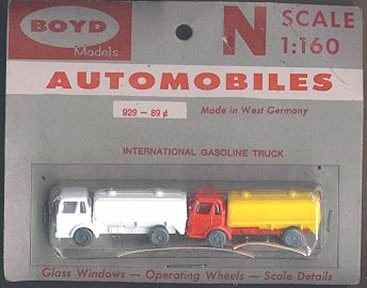 BOYD
Models
N SCALE
1:160
AUTOMOBILES
929 – 89¢
Made in West Germany
INTERNATIONAL GASOLINE TRUCK
Glass Windows — Operating Wheels — Scale Details